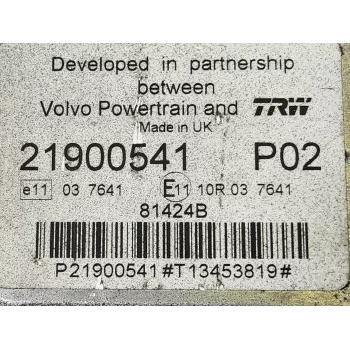 Developed in partnership
between
Volvo Powertrain and TRW
Made in UK
21900541 P02
e11 03 7641 E11 10R 03 7641
81424B
P21900541#T13453819#